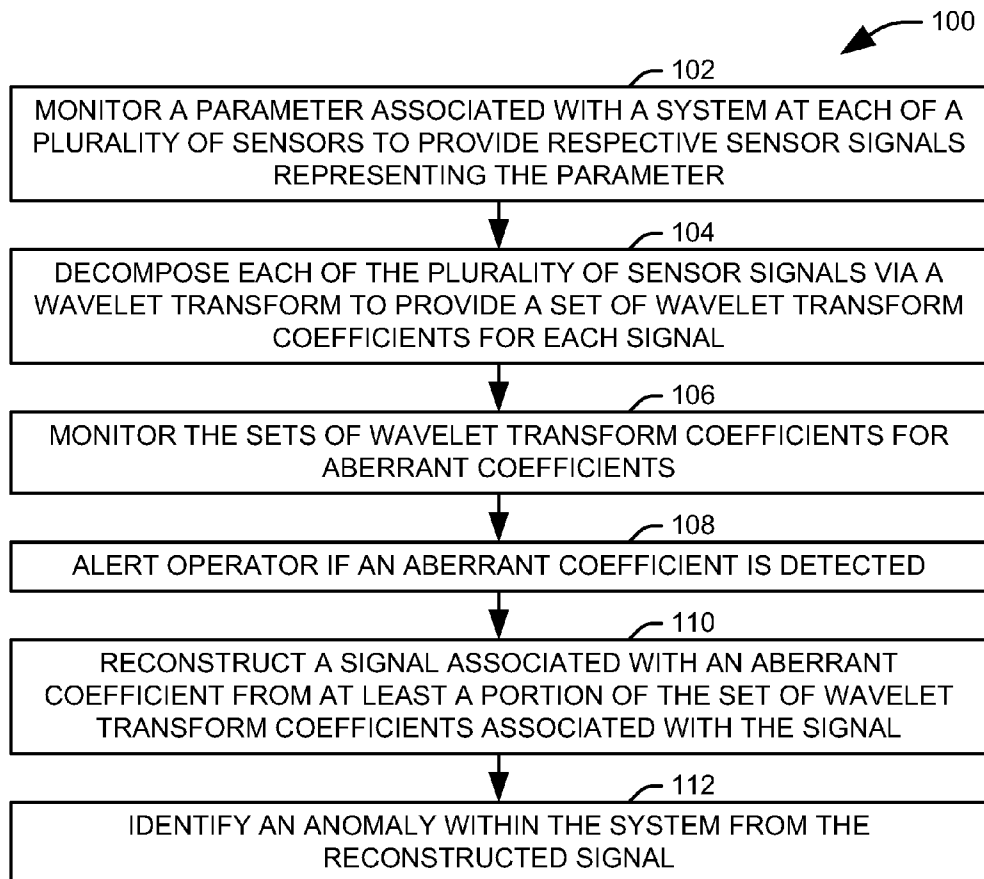 100
102
MONITOR A PARAMETER ASSOCIATED WITH A SYSTEM AT EACH OF A
PLURALITY OF SENSORS TO PROVIDE RESPECTIVE SENSOR SIGNALS
REPRESENTING THE PARAMETER
104
DECOMPOSE EACH OF THE PLURALITY OF SENSOR SIGNALS VIA A
WAVELET TRANSFORM TO PROVIDE A SET OF WAVELET TRANSFORM
COEFFICIENTS FOR EACH SIGNAL
106
MONITOR THE SETS OF WAVELET TRANSFORM COEFFICIENTS FOR
ABERRANT COEFFICIENTS
108
ALERT OPERATOR IF AN ABERRANT COEFFICIENT IS DETECTED
110
RECONSTRUCT A SIGNAL ASSOCIATED WITH AN ABERRANT
COEFFICIENT FROM AT LEAST A PORTION OF THE SET OF WAVELET
TRANSFORM COEFFICIENTS ASSOCIATED WITH THE SIGNAL
112
IDENTIFY AN ANOMALY WITHIN THE SYSTEM FROM THE
RECONSTRUCTED SIGNAL